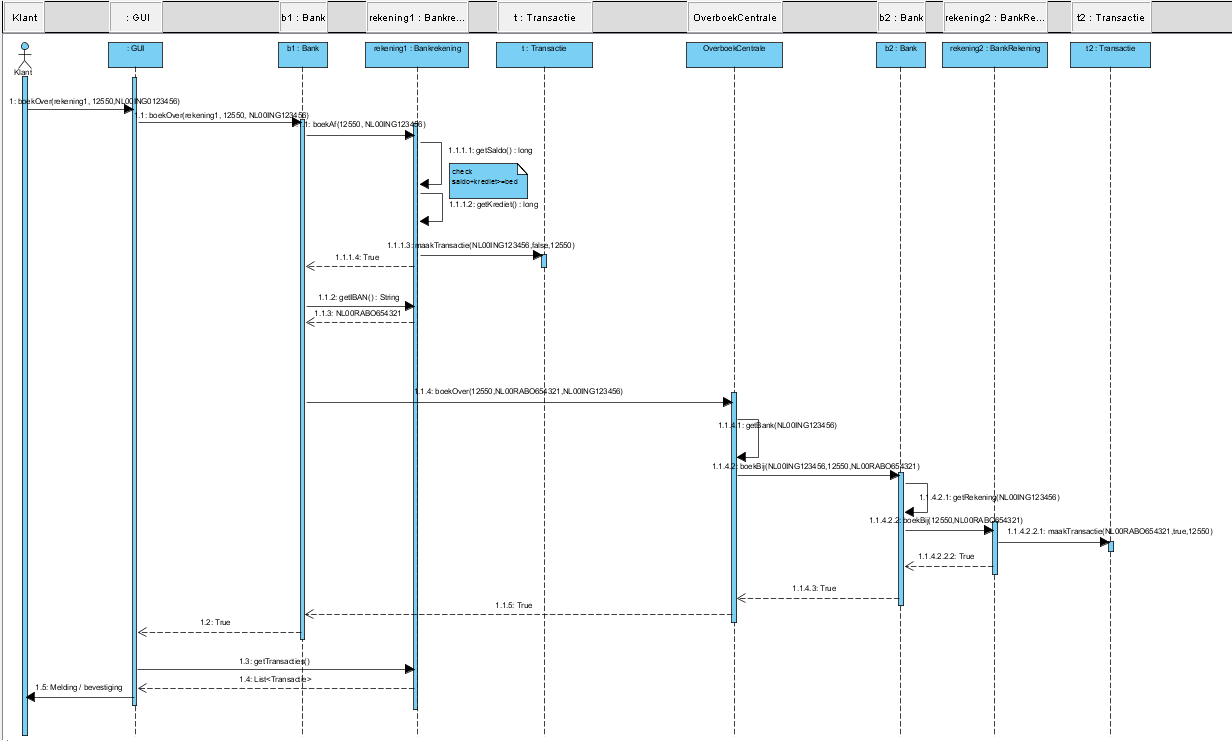 Klant
: GUI
b1 : Bank
rekening1 : Bankre...
t : Transactie
OverboekCentrale
b2 : Bank
rekening2 : BankRe...
t2 : Transactie
: GUI
b1 : Bank
rekening1 : Bankrekening
t : Transactie
OverboekCentrale
b2 : Bank
rekening2 : BankRekening
t2 : Transactie
Klant
1: boekOver(rekening1, 12550,NL00ING0123456)
1.1: boekOver(rekening1, 12550, NL00ING123456)
boekAf(12550, NL00ING123456)
1.1.1.1: getSaldo() : long
check
saldo+krediet>=bed
1.1.1.2: getKrediet() : long
1.1.1.3: maakTransactie(NL00ING123456,false,12550)
1.1.1.4: True
1.1.2: getIBAN() : String
1.1.3: NL00RABO654321
1.1.4: boekOver(12550,NL00RABO654321,NL00ING123456)
1.1.4.1: getBank(NL00ING123456)
1.1.4.2: boekBij(NL00ING123456,12550,NL00RABO654321)
1.1.4.2.1: getRekening(NL00ING123456)
1.1.4.2.2: boekBij(12550,NL00RABO654321)
1.1.4.2.2.1: maakTransactie(NL00RABO654321,true,12550)
1.1.4.2.2.2: True
1.1.4.3: True
1.1.5: True
1.2: True
1.3: getTransacties()
1.4: List<Transactie>
1.5: Melding / bevestiging